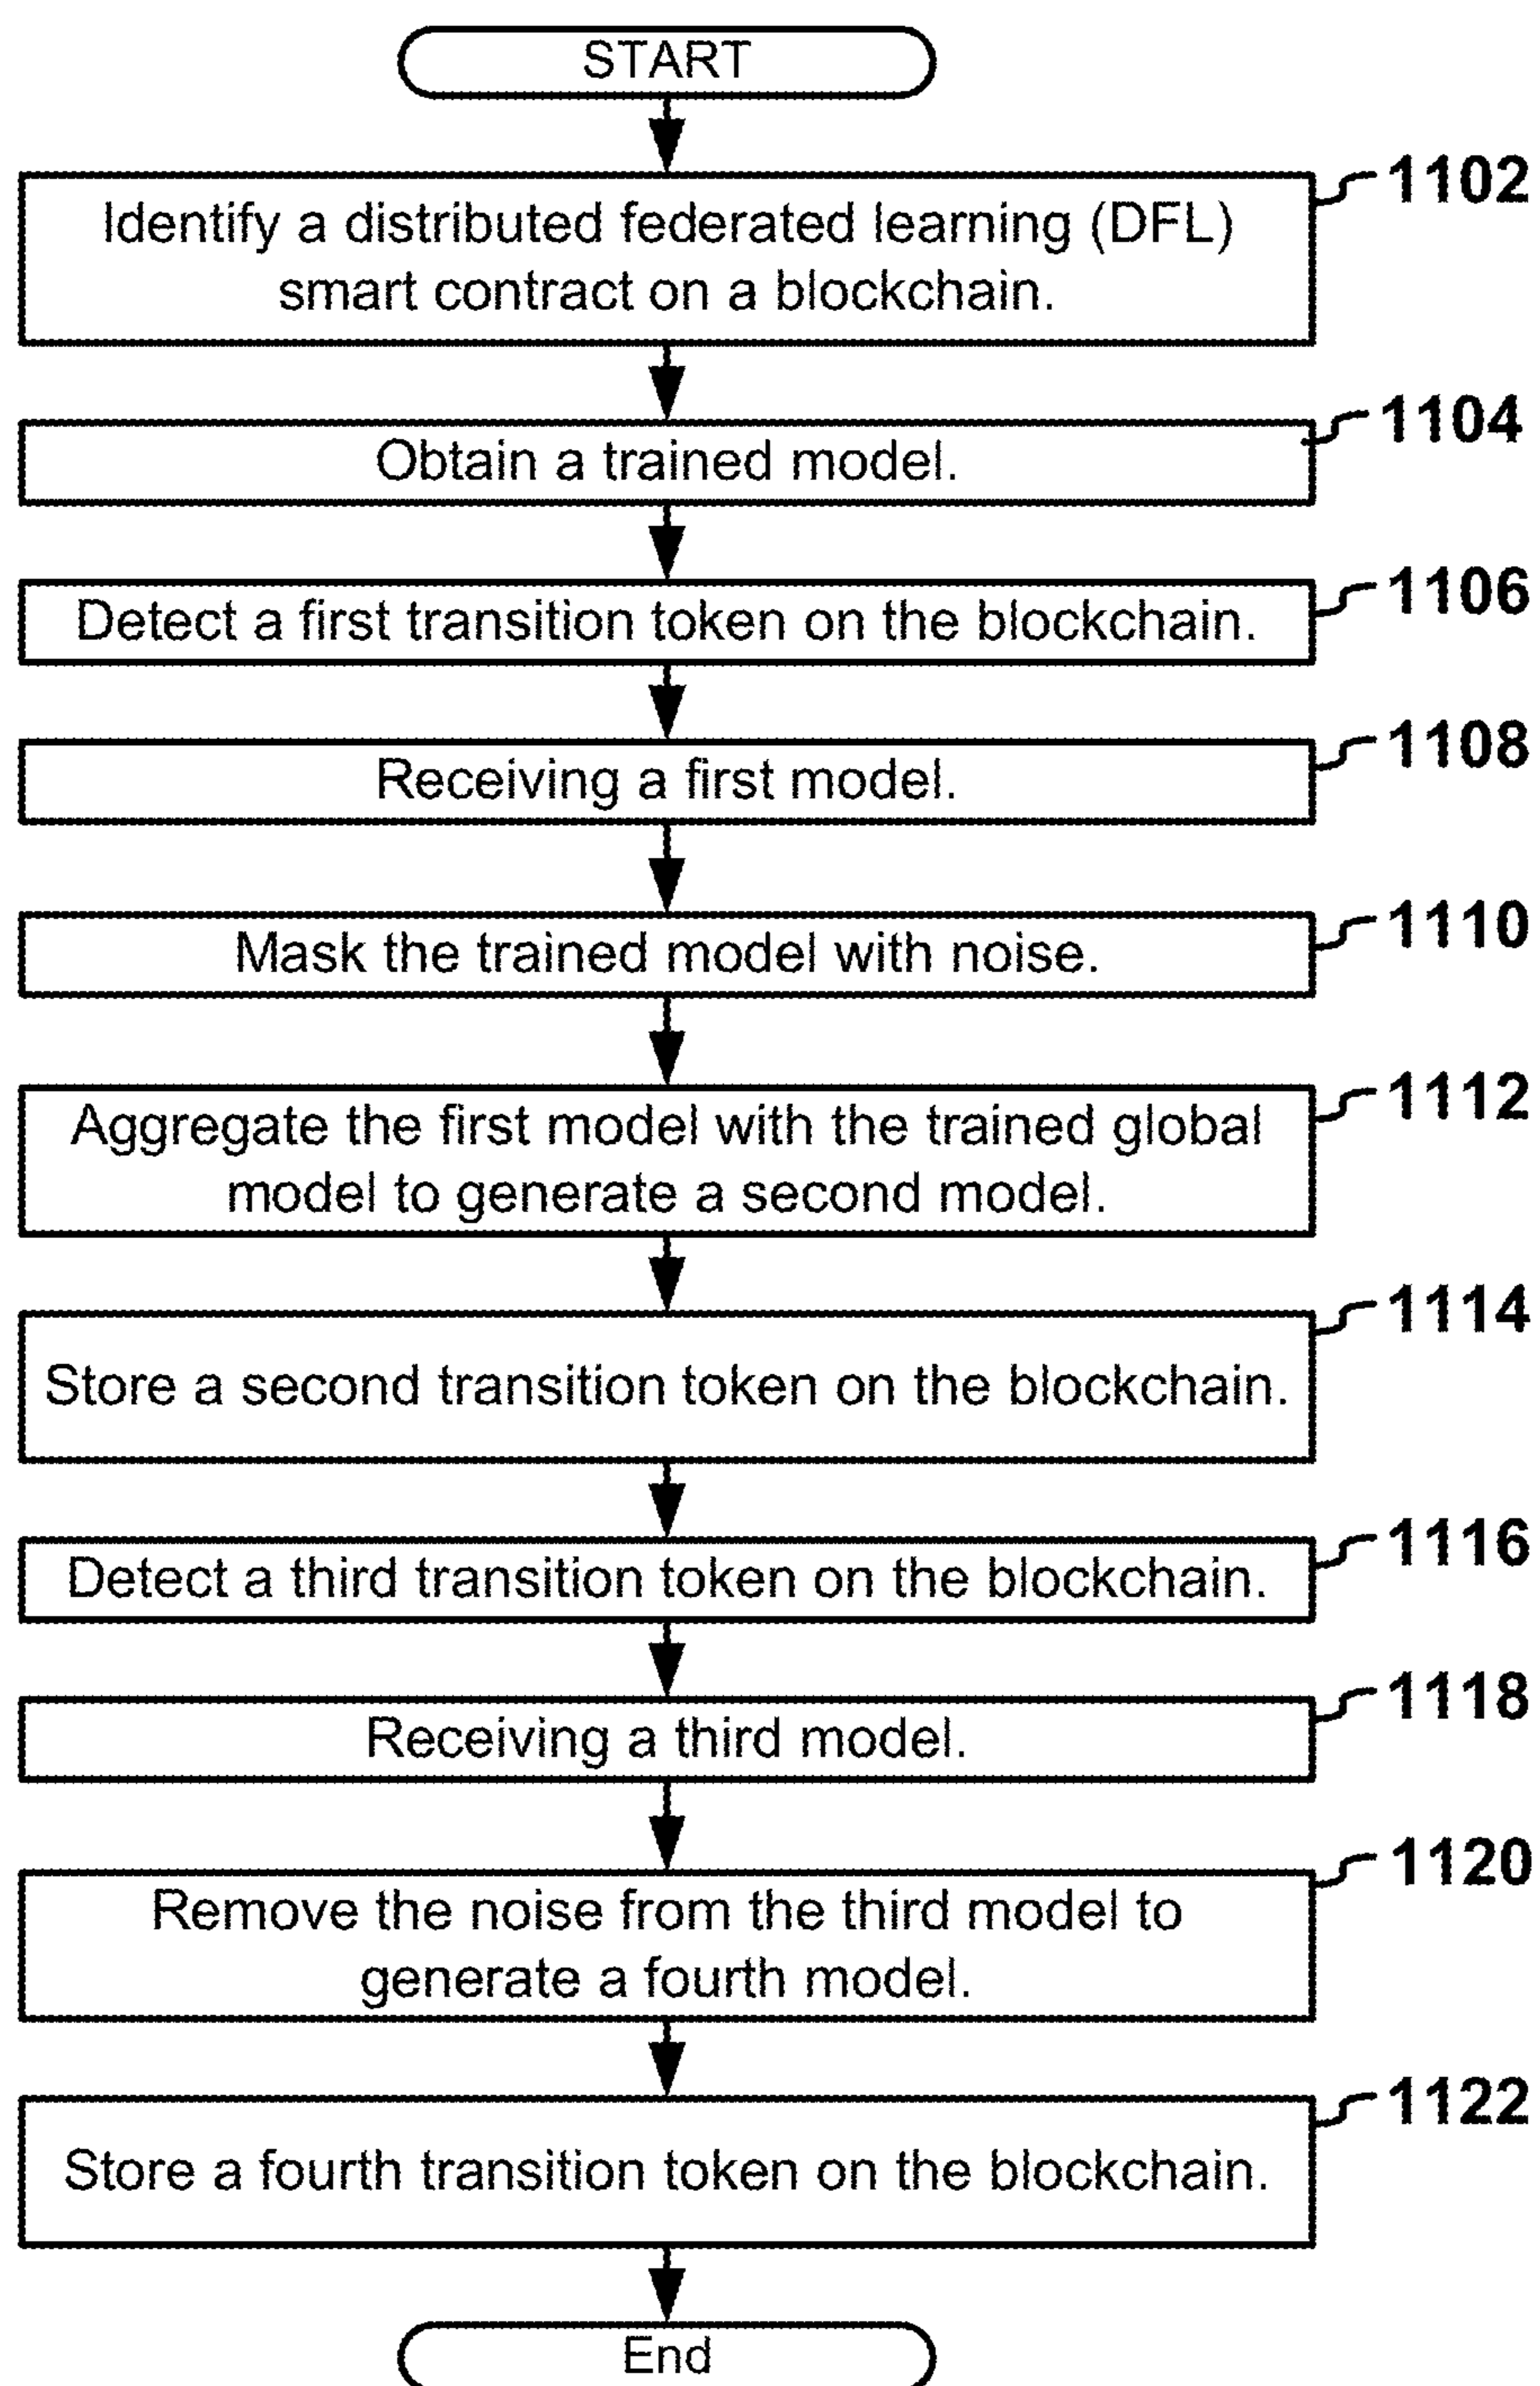 START
1102
Identify a distributed federated learning (DFL)
smart contract on a blockchain.
1104
Obtain a trained model.
1106
Detect a first transition token on the blockchain.
1108
Receiving a first model.
1110
Mask the trained model with noise.
1112
Aggregate the first model with the trained global
model to generate a second model.
1114
Store a second transition token on the blockchain.
1116
Detect a third transition token on the blockchain.
1118
Receiving a third model.
1120
Remove the noise from the third model to
generate a fourth model.
1122
Store a fourth transition token on the blockchain.
End